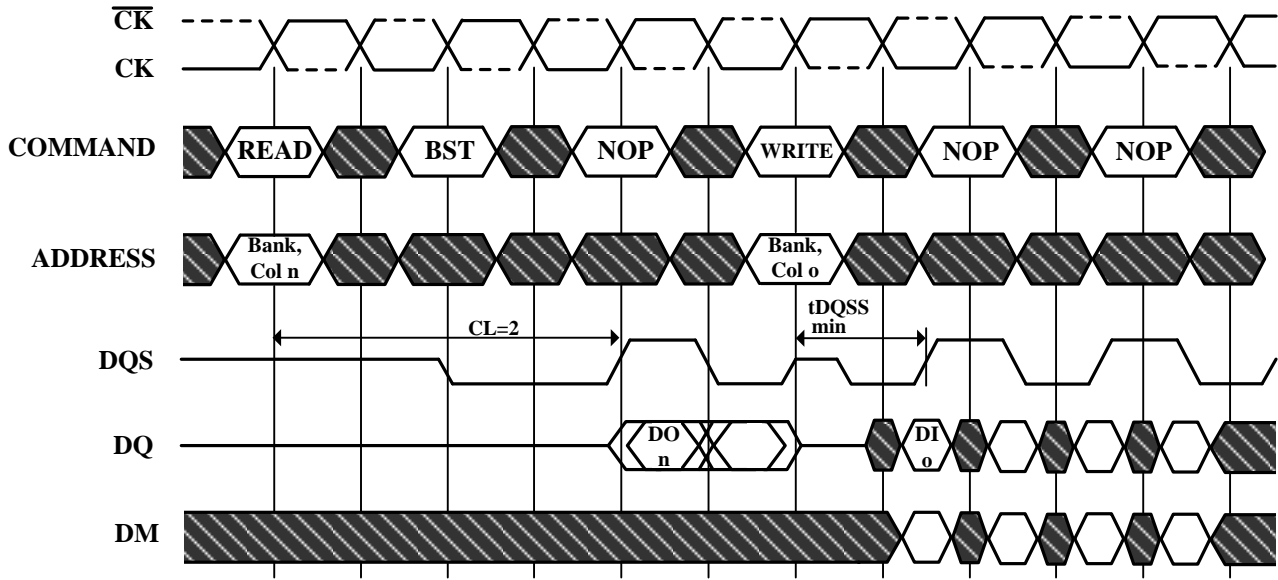 CK
CK
COMMAND
READ
BST
NOP
WRITE
NOP
NOP
ADDRESS
Bank,
Col n
Bank,
Col o
tDQSS
min
CL=2
DQS
DQ
DO
n
DI
o
DM